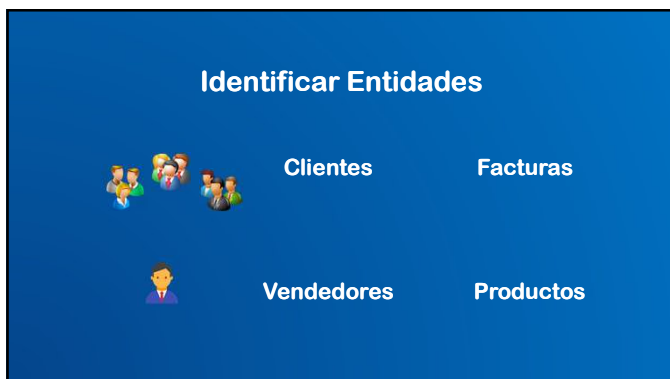 Identificar Entidades
Clientes Facturas
Vendedores Productos